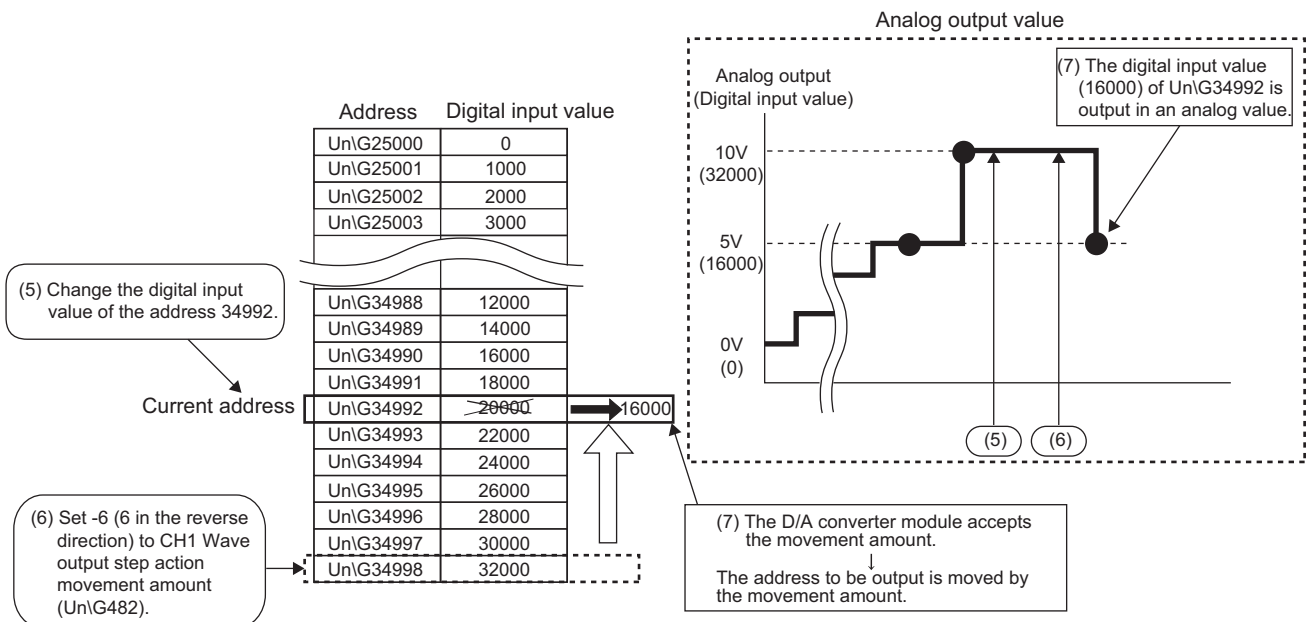 Analog output value
Analog output
(Digital input value)
(7) The digital input value
(16000) of Un\G34992 is
output in an analog value.
10V
(32000)
5V
(16000)
0V
(0)
(5)
(6)
Address Digital input value
Un\G25000 0
Un\G25001 1000
Un\G25002 2000
Un\G25003 3000
Un\G34988 12000
Un\G34989 14000
Un\G34990 16000
Un\G34991 18000
Current address Un\G34992 20000 16000
Un\G34993 22000
Un\G34994 24000
Un\G34995 26000
Un\G34996 28000
Un\G34997 30000
Un\G34998 32000
(5) Change the digital input
value of the address 34992.
(6) Set -6 (6 in the reverse
direction) to CH1 Wave
output step action
movement amount
(Un\G482).
(7) The D/A converter module accepts
the movement amount.
↓
The address to be output is moved by
the movement amount.